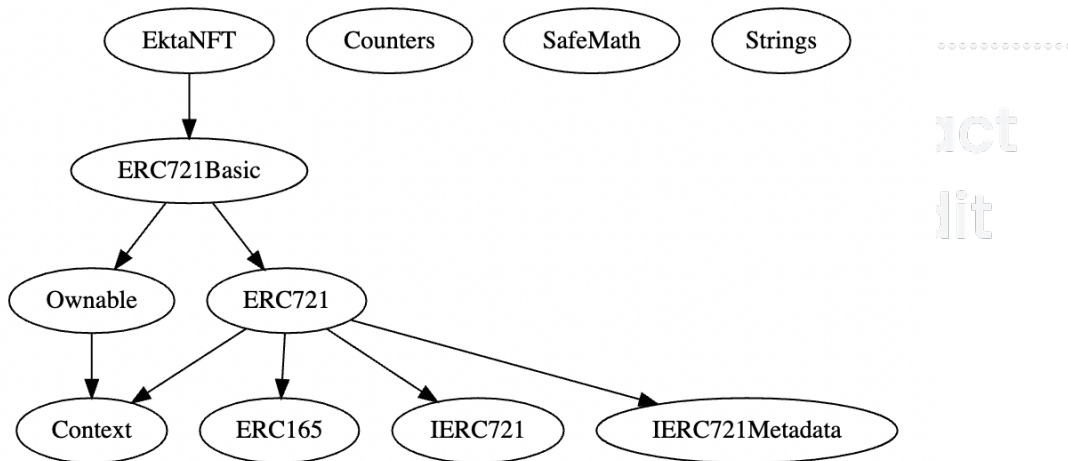 EktaNFT Counters SafeMath Strings
ERC721Basic
Ownable ERC721
Context ERC165 IERC721 IERC721Metadata